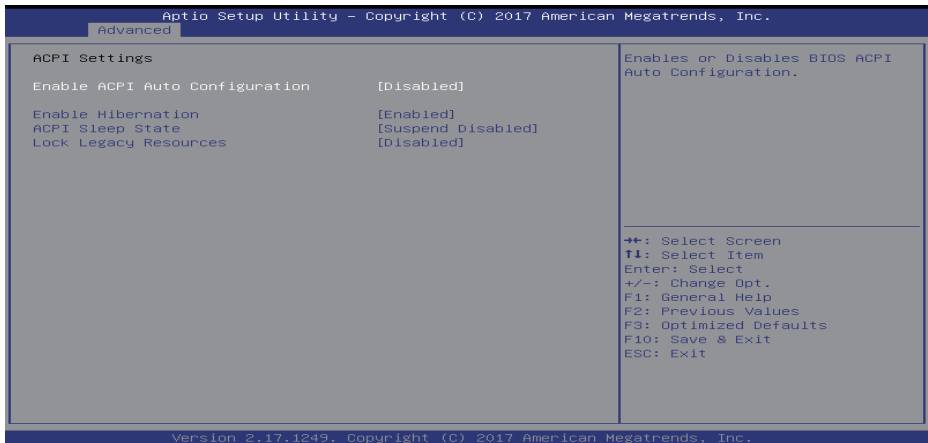 Aptio Setup Utility – Copyright (C) 2017 American Megatrends, Inc.
Advanced
ACPI Settings
Enable ACPI Auto Configuration [Disabled]
Enable Hibernation [Enabled]
ACPI Sleep State [Suspend Disabled]
Lock Legacy Resources [Disabled]
Enables or Disables BIOS ACPI
Auto Configuration.
→←: Select Screen
↑↓: Select Item
Enter: Select
+/-: Change Opt.
F1: General Help
F2: Previous Values
F3: Optimized Defaults
F10: Save & Exit
ESC: Exit
Version 2.17.1249. Copyright (C) 2017 American Megatrends, Inc.